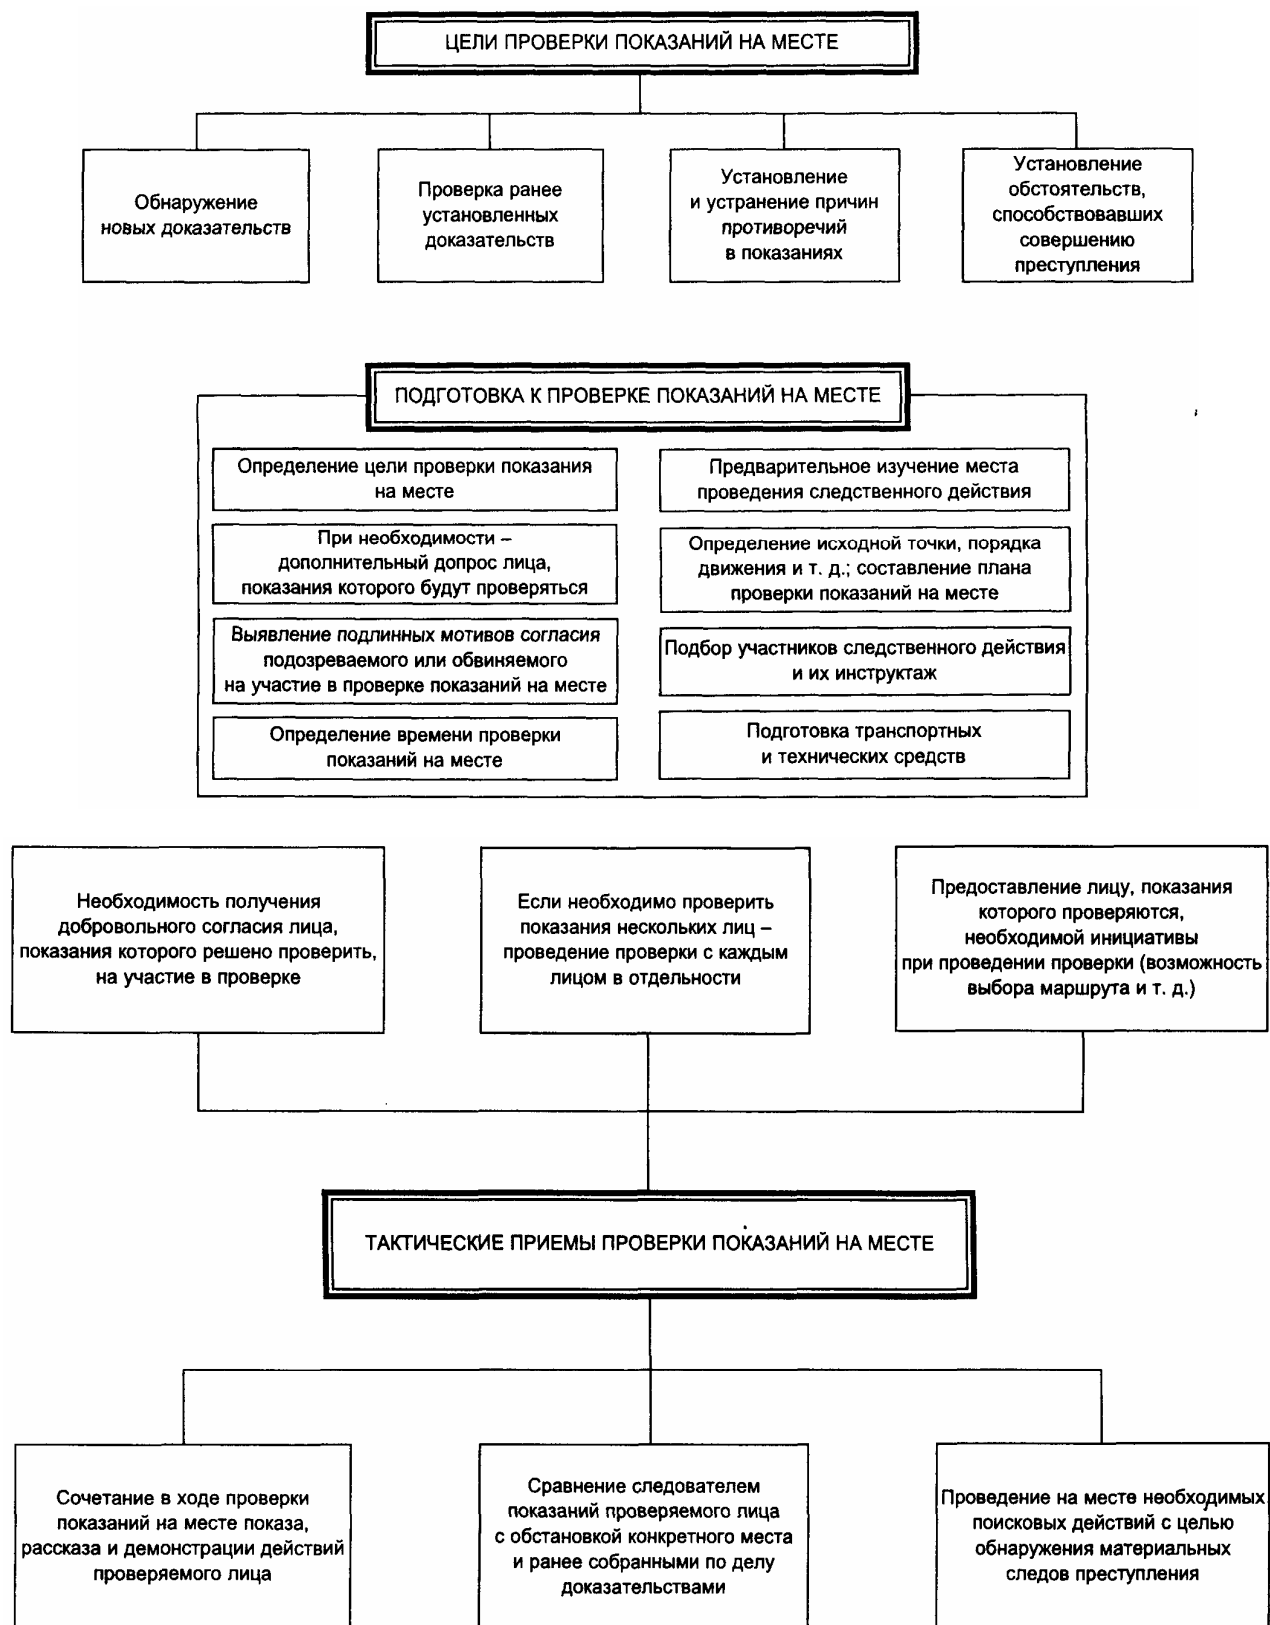 ЦЕЛИ ПРОВЕРКИ ПОКАЗАНИЙ НА МЕСТЕ
Обнаружение
новых доказательств
Проверка ранее
установленных
доказательств
Установление
и устранение причин
противоречий
в показаниях
Установление
обстоятельств,
способствовавших
совершению
преступления
ПОДГОТОВКА К ПРОВЕРКЕ ПОКАЗАНИЙ НА МЕСТЕ
Определение цели проверки показания
на месте
При необходимости –
дополнительный допрос лица,
показания которого будут проверяться
Выявление подлинных мотивов согласия
подозреваемого или обвиняемого
на участие в проверке показаний на месте
Определение времени проверки
показаний на месте
Предварительное изучение места
проведения следственного действия
Определение исходной точки, порядка
движения и т. д.; составление плана
проверки показаний на месте
Подбор участников следственного действия
и их инструктаж
Подготовка транспортных
и технических средств
Необходимость получения
добровольного согласия лица,
показания которого решено проверить,
на участие в проверке
Если необходимо проверить
показания нескольких лиц –
проведение проверки с каждым
лицом в отдельности
Предоставление лицу, показания
которого проверяются,
необходимой инициативы
при проведении проверки (возможность
выбора маршрута и т. д.)
ТАКТИЧЕСКИЕ ПРИЕМЫ ПРОВЕРКИ ПОКАЗАНИЙ НА МЕСТЕ
Сочетание в ходе проверки
показаний на месте показа,
рассказа и демонстрации действий
проверяемого лица
Сравнение следователем
показаний проверяемого лица
с обстановкой конкретного места
и ранее собранными по делу
доказательствами
Проведение на месте необходимых
поисковых действий с целью
обнаружения материальных
следов преступления